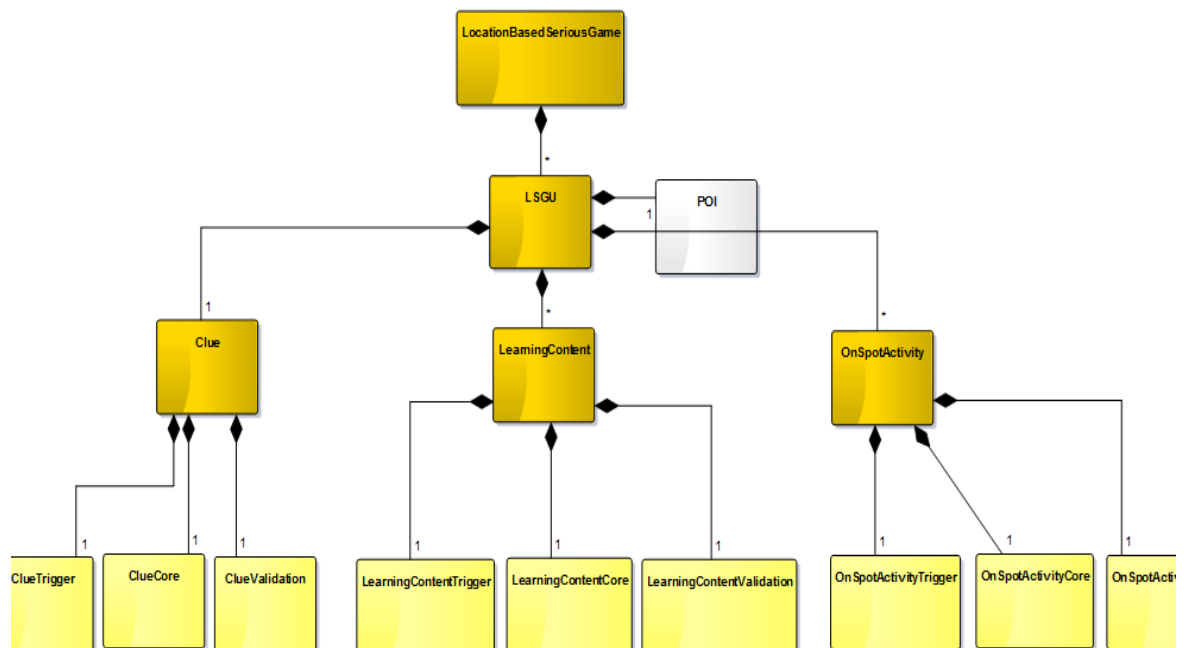 LocationBasedSeriousGame
*
LSGU
POI
1
1
*
*
Clue
LearningContent
OnSpotActivity
1
1
1
1
1
1
1
1
1
ClueTrigger
ClueCore
ClueValidation
LearningContentTrigger
LearningContentCore
LearningContentValidation
OnSpotActivityTrigger
OnSpotActivityCore